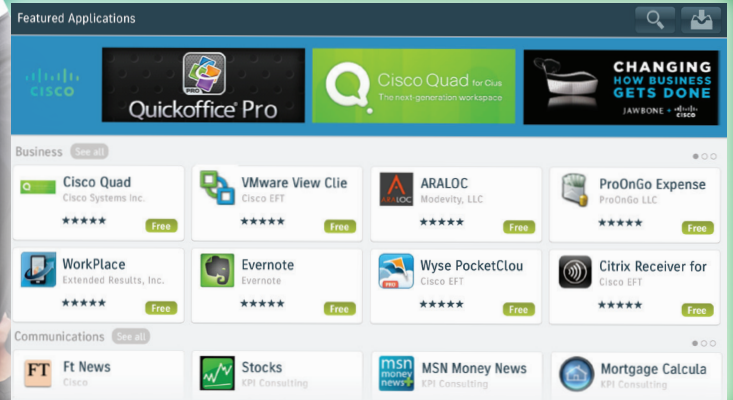 Featured Applications
CISCO
PRO
Quickoffice® Pro
Cisco Quad for Cius
The next-generation workspace
CHANGING
HOW BUSINESS
GETS DONE
JAWBONE + CISCO
Business See all
Cisco Quad
Cisco Systems Inc.
Free
VMware View Clie
Cisco EFT
Free
ARALOC
ARALOC
Modevity, LLC
Free
ProOnGo Expense
ProOnGo LLC
Free
WorkPlace
Extended Results, Inc.
Free
Evernote
Evernote
Free
PRO
Wyse PocketClou
Cisco EFT
Free
Citrix Receiver for
Cisco EFT
Free
Communications See all
FT
Ft News
Cisco
Stocks
KPI Consulting
msn
money
news+
MSN Money News
KPI Consulting
Mortgage Calcula
KPI Consulting